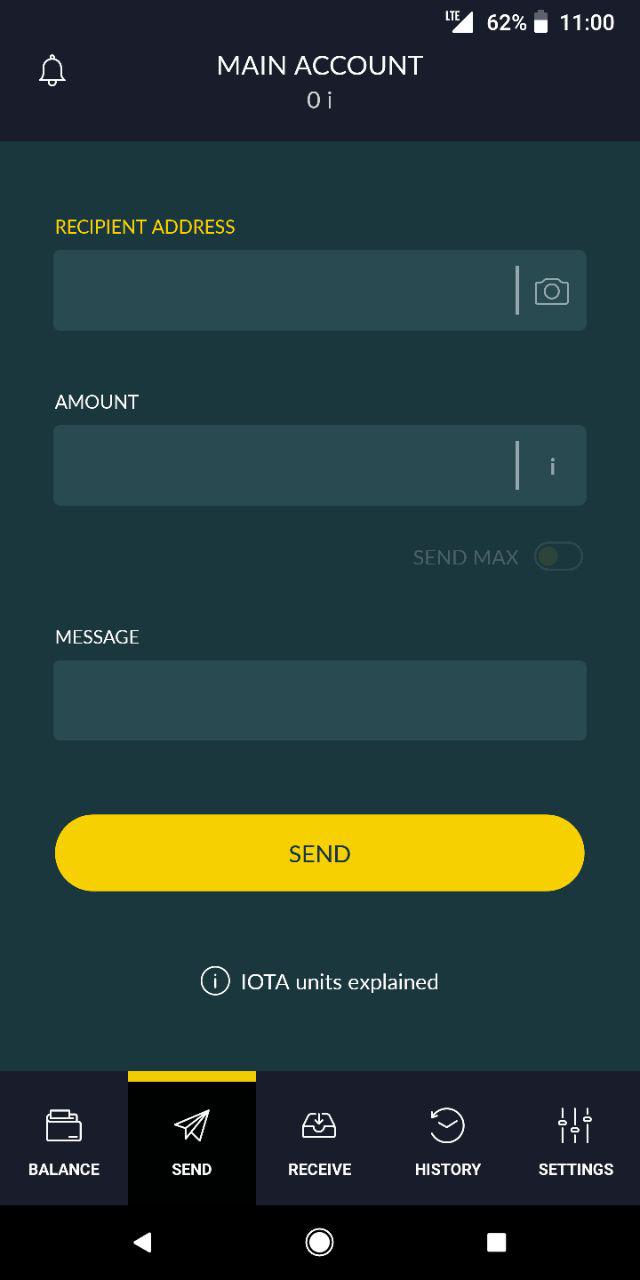 LTE 62% 11:00
MAIN ACCOUNT
0 i
RECIPIENT ADDRESS
AMOUNT
i
SEND MAX
MESSAGE
SEND
i IOTA units explained
BALANCE SEND RECEIVE HISTORY SETTINGS